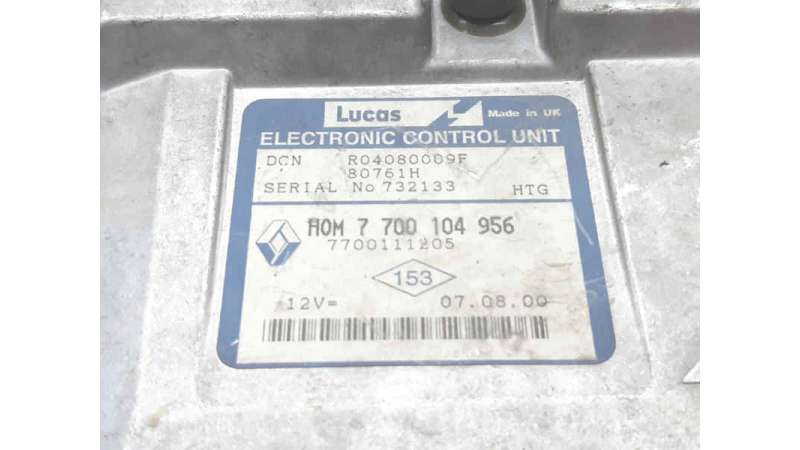 Lucas Made in UK
ELECTRONIC CONTROL UNIT
DCN R04080009F
80761H
SERIAL No 732133 HTG
HOM 7 700 104 956
7700111205
153
12V= 07.08.00